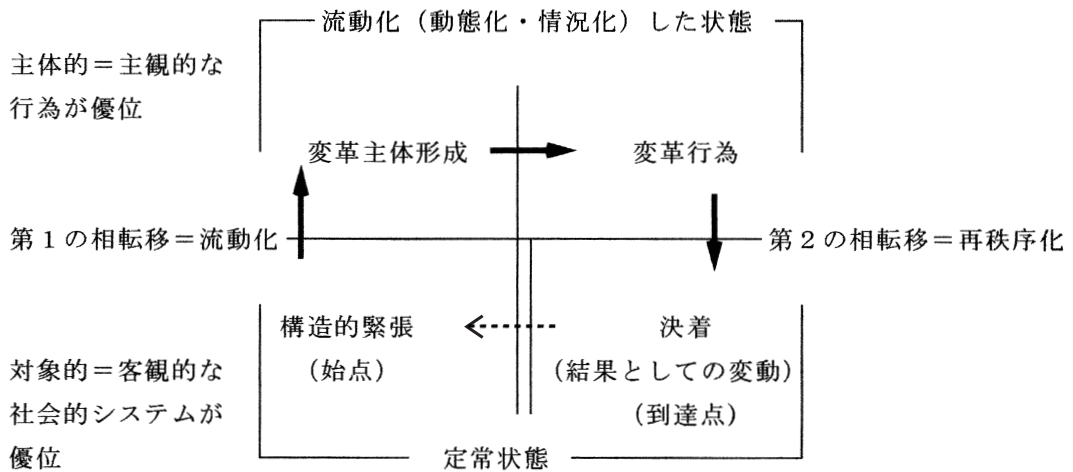 流動化（動態化・情況化）した状態
主体的＝主観的な
行為が優位
変革主体形成
変革行為
第１の相転移＝流動化
第２の相転移＝再秩序化
構造的緊張
（始点）
決着
（結果としての変動）
（到達点）
対象的＝客観的な
社会的システムが
優位
定常状態